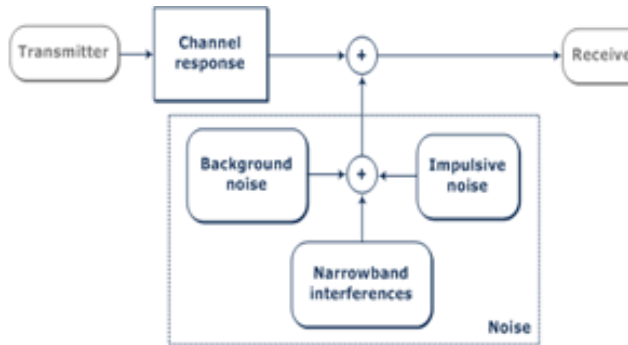 Transmitter
Channel
response
+
Receive
Background
noise
+
Impulsive
noise
Narrowband
interferences
Noise